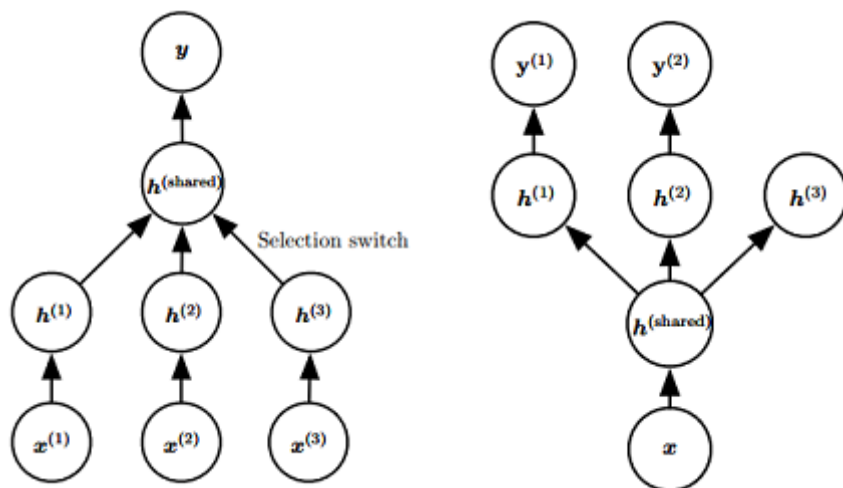 y
h(shared)
Selection switch
h(1) h(2) h(3)
x(1) x(2) x(3)
y(1) y(2)
h(1) h(2) h(3)
h(shared)
x